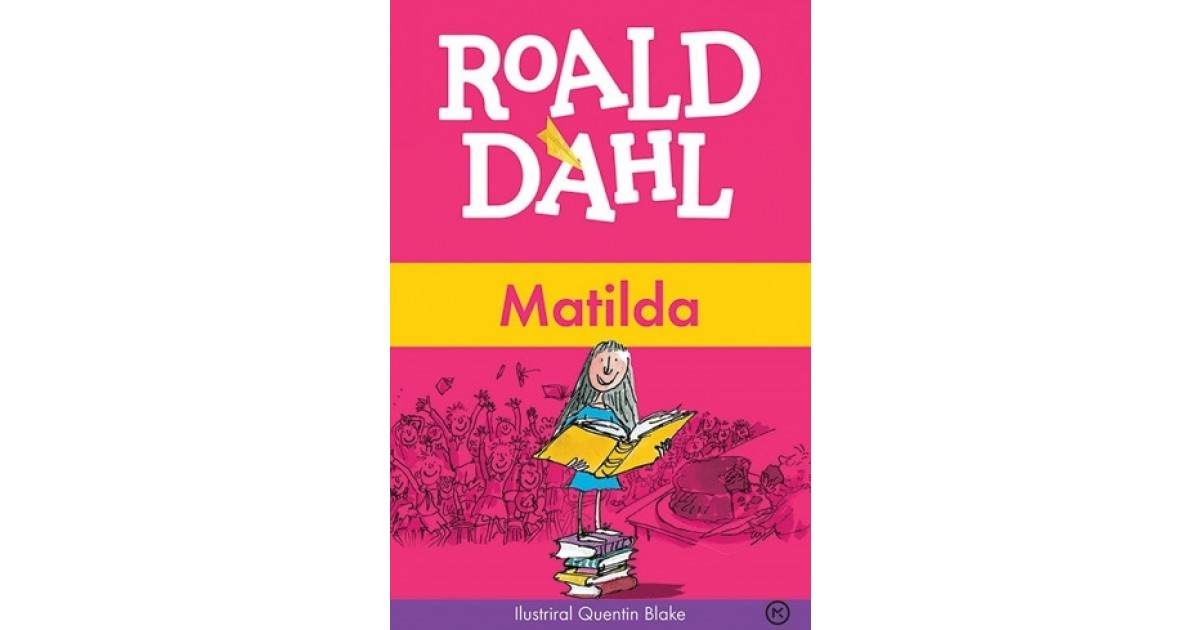 ROALD
DAHL
Matilda
Ilustriral Quentin Blake